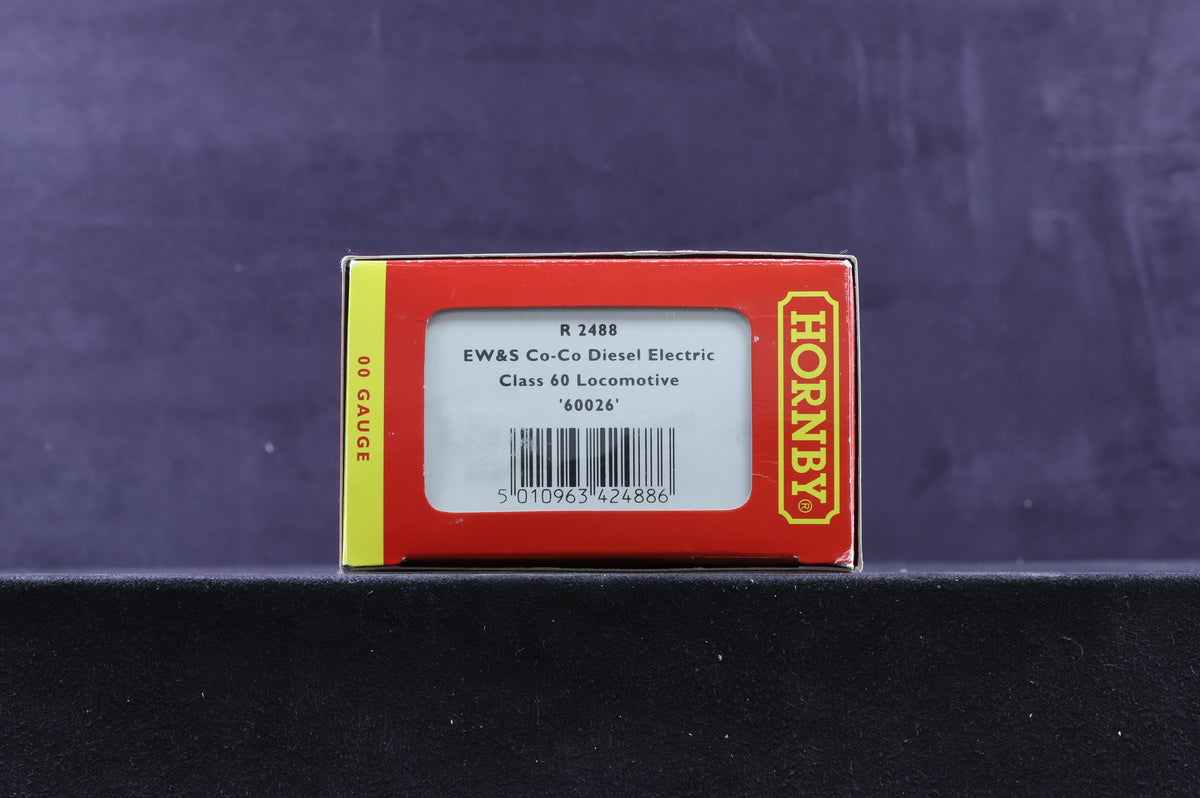 00 GAUGE
R 2488
EW&S Co-Co Diesel Electric
Class 60 Locomotive
'60026'
5 010963 424886
HORNBY®